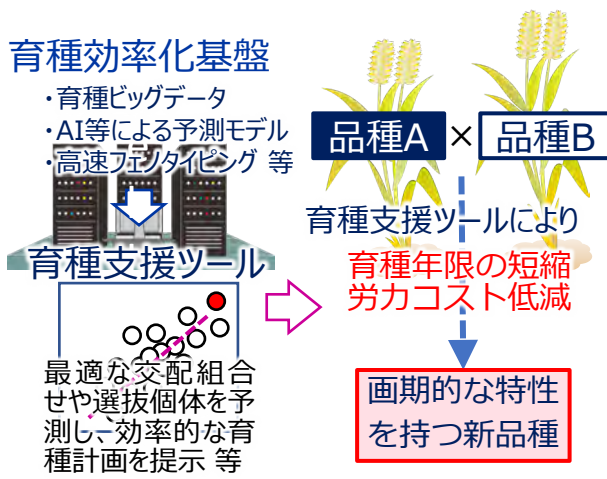 育種効率化基盤
・育種ビッグデータ
・AI等による予測モデル
・高速フェノタイピング 等
育種支援ツール
最適な交配組合
せや選抜個体を予
測し、効率的な育
種計画を提示 等
品種A × 品種B
育種支援ツールにより
育種年限の短縮
労力コスト低減
画期的な特性
を持つ新品種